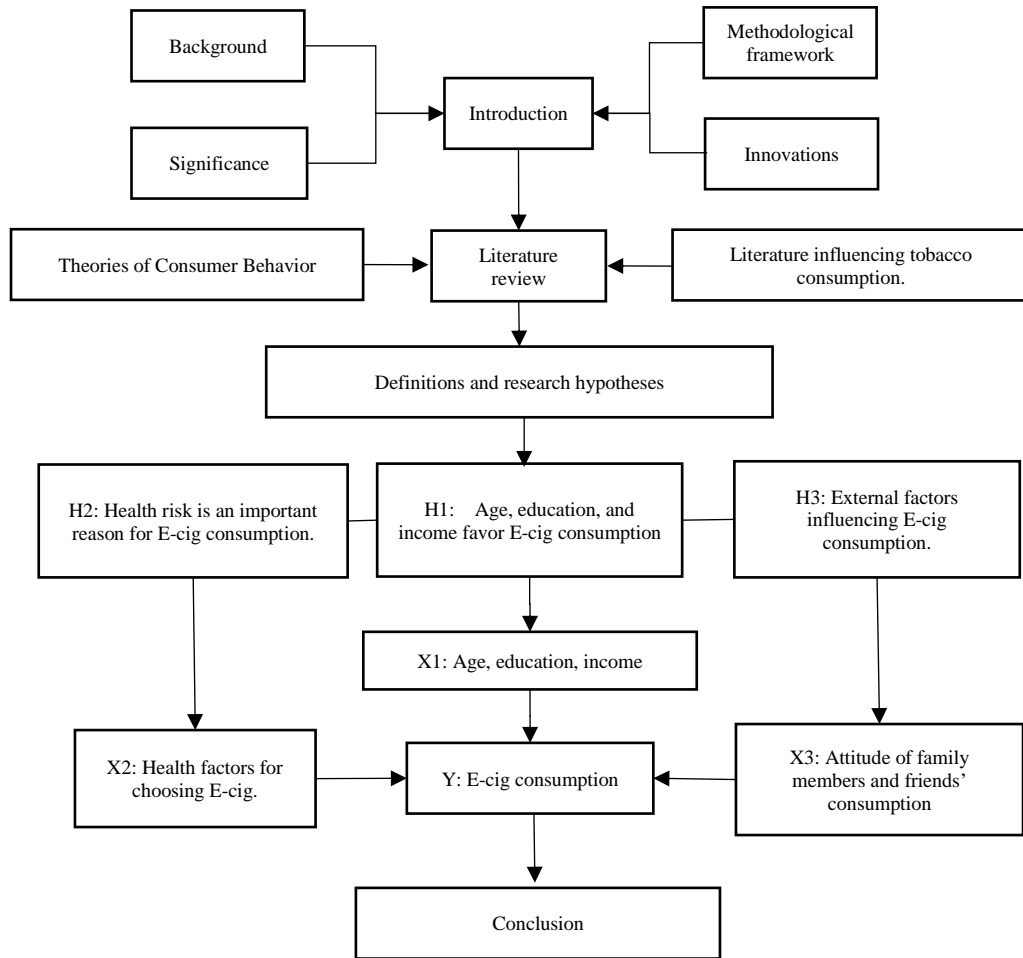 Background
Methodological
framework
Introduction
Significance
Innovations
Theories of Consumer Behavior
Literature
review
Literature influencing tobacco
consumption.
Definitions and research hypotheses
H2: Health risk is an important
reason for E-cig consumption.
H1: Age, education, and
income favor E-cig consumption
H3: External factors
influencing E-cig
consumption.
X1: Age, education, income
X2: Health factors for
choosing E-cig.
Y: E-cig consumption
X3: Attitude of family
members and friends’
consumption
Conclusion